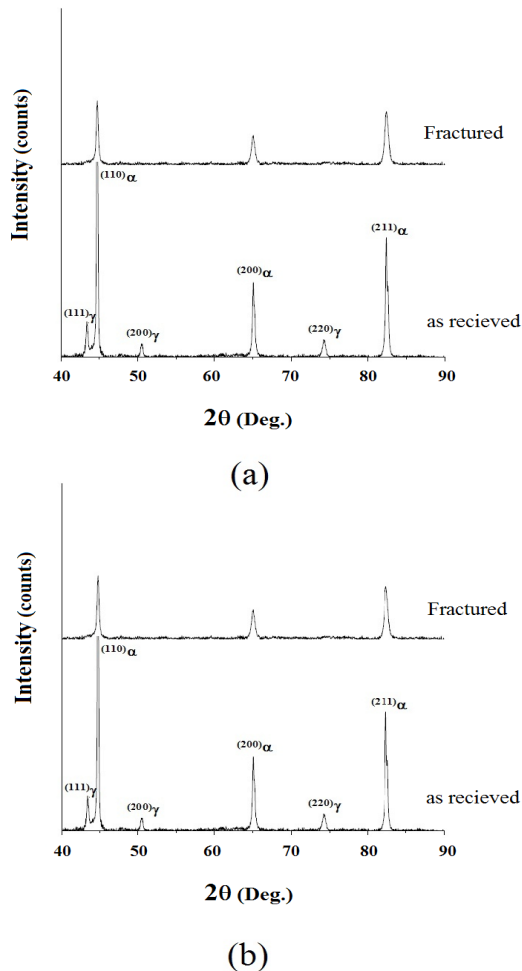 Intensity (counts)
Fractured
(110)α
(211)α
(200)α
(111)γ
(200)γ
(220)γ
as recieved
40 50 60 70 80 90
2θ (Deg.)
(a)
Intensity (counts)
Fractured
(110)α
(211)α
(200)α
(111)γ
(200)γ
(220)γ
as recieved
40 50 60 70 80 90
2θ (Deg.)
(b)